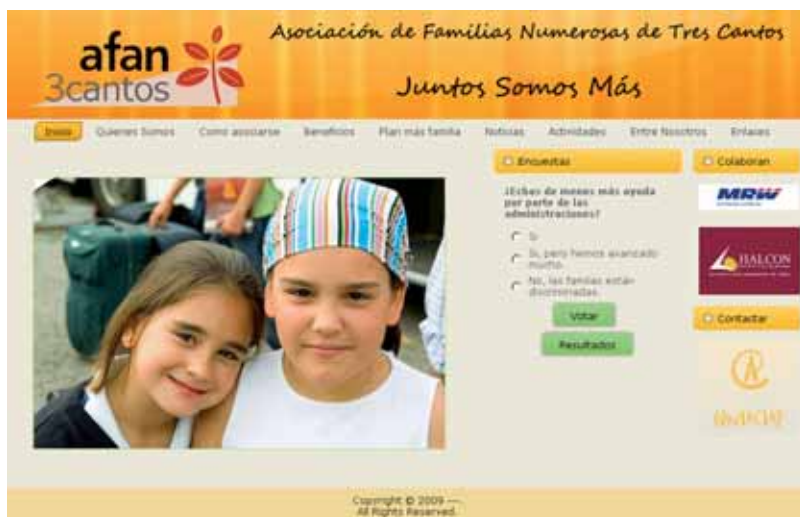 Asociación de Familias Numerosas de Tres Cantos
afan
3cantos
Juntos Somos Más
Inicio Quienes Somos Como asociarse Beneficios Plan más familia Noticias Actividades Entre Nosotros Enlaces
Encuestas
Colaboran
¿Echas de menos más ayuda
por parte de las
administraciones?
MRW
Si
Si, pero hemos avanzado
mucho.
No, las familias están
discriminadas.
HALCON
Votar
Contactar
Resultados
Copyright © 2009 ---.
All Rights Reserved.